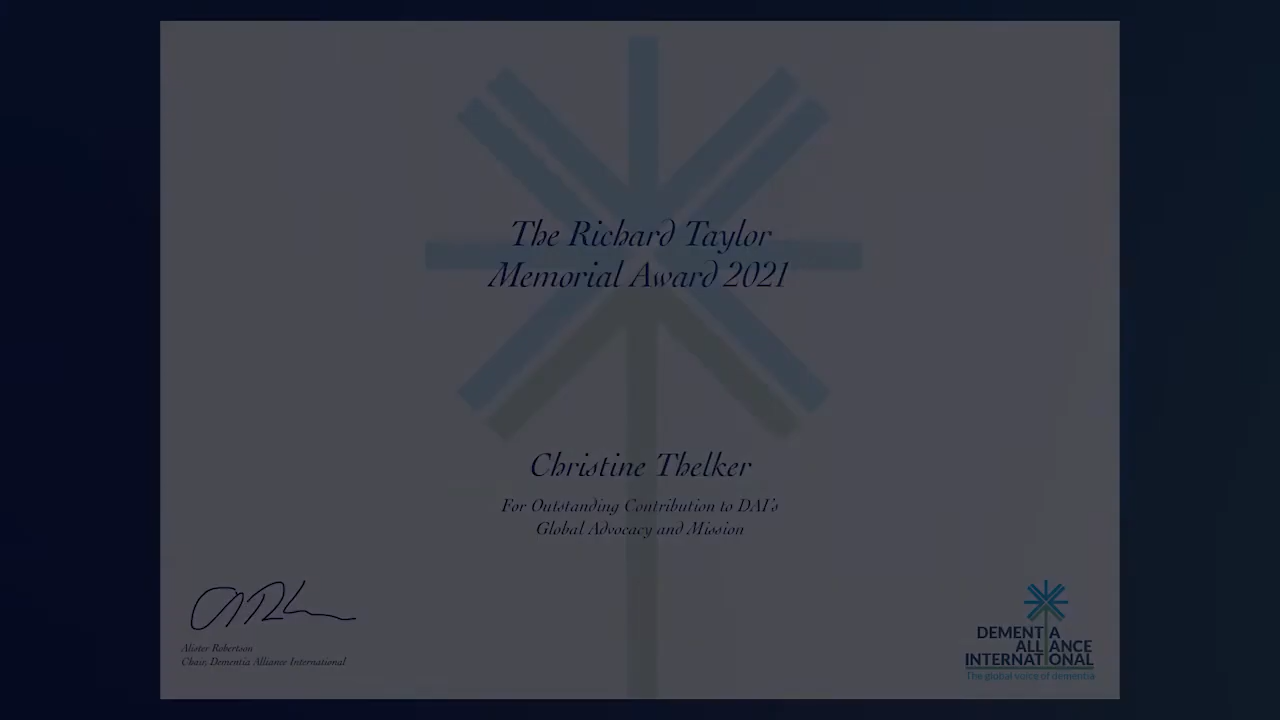 The Richard Taylor
Memorial Award 2021
Christine Thelker
For Outstanding Contribution to DAI's
Global Advocacy and Mission
Alister Robertson
Chair, Dementia Alliance International
DEMENTIA
ALLIANCE
INTERNATIONAL
The global voice of dementia